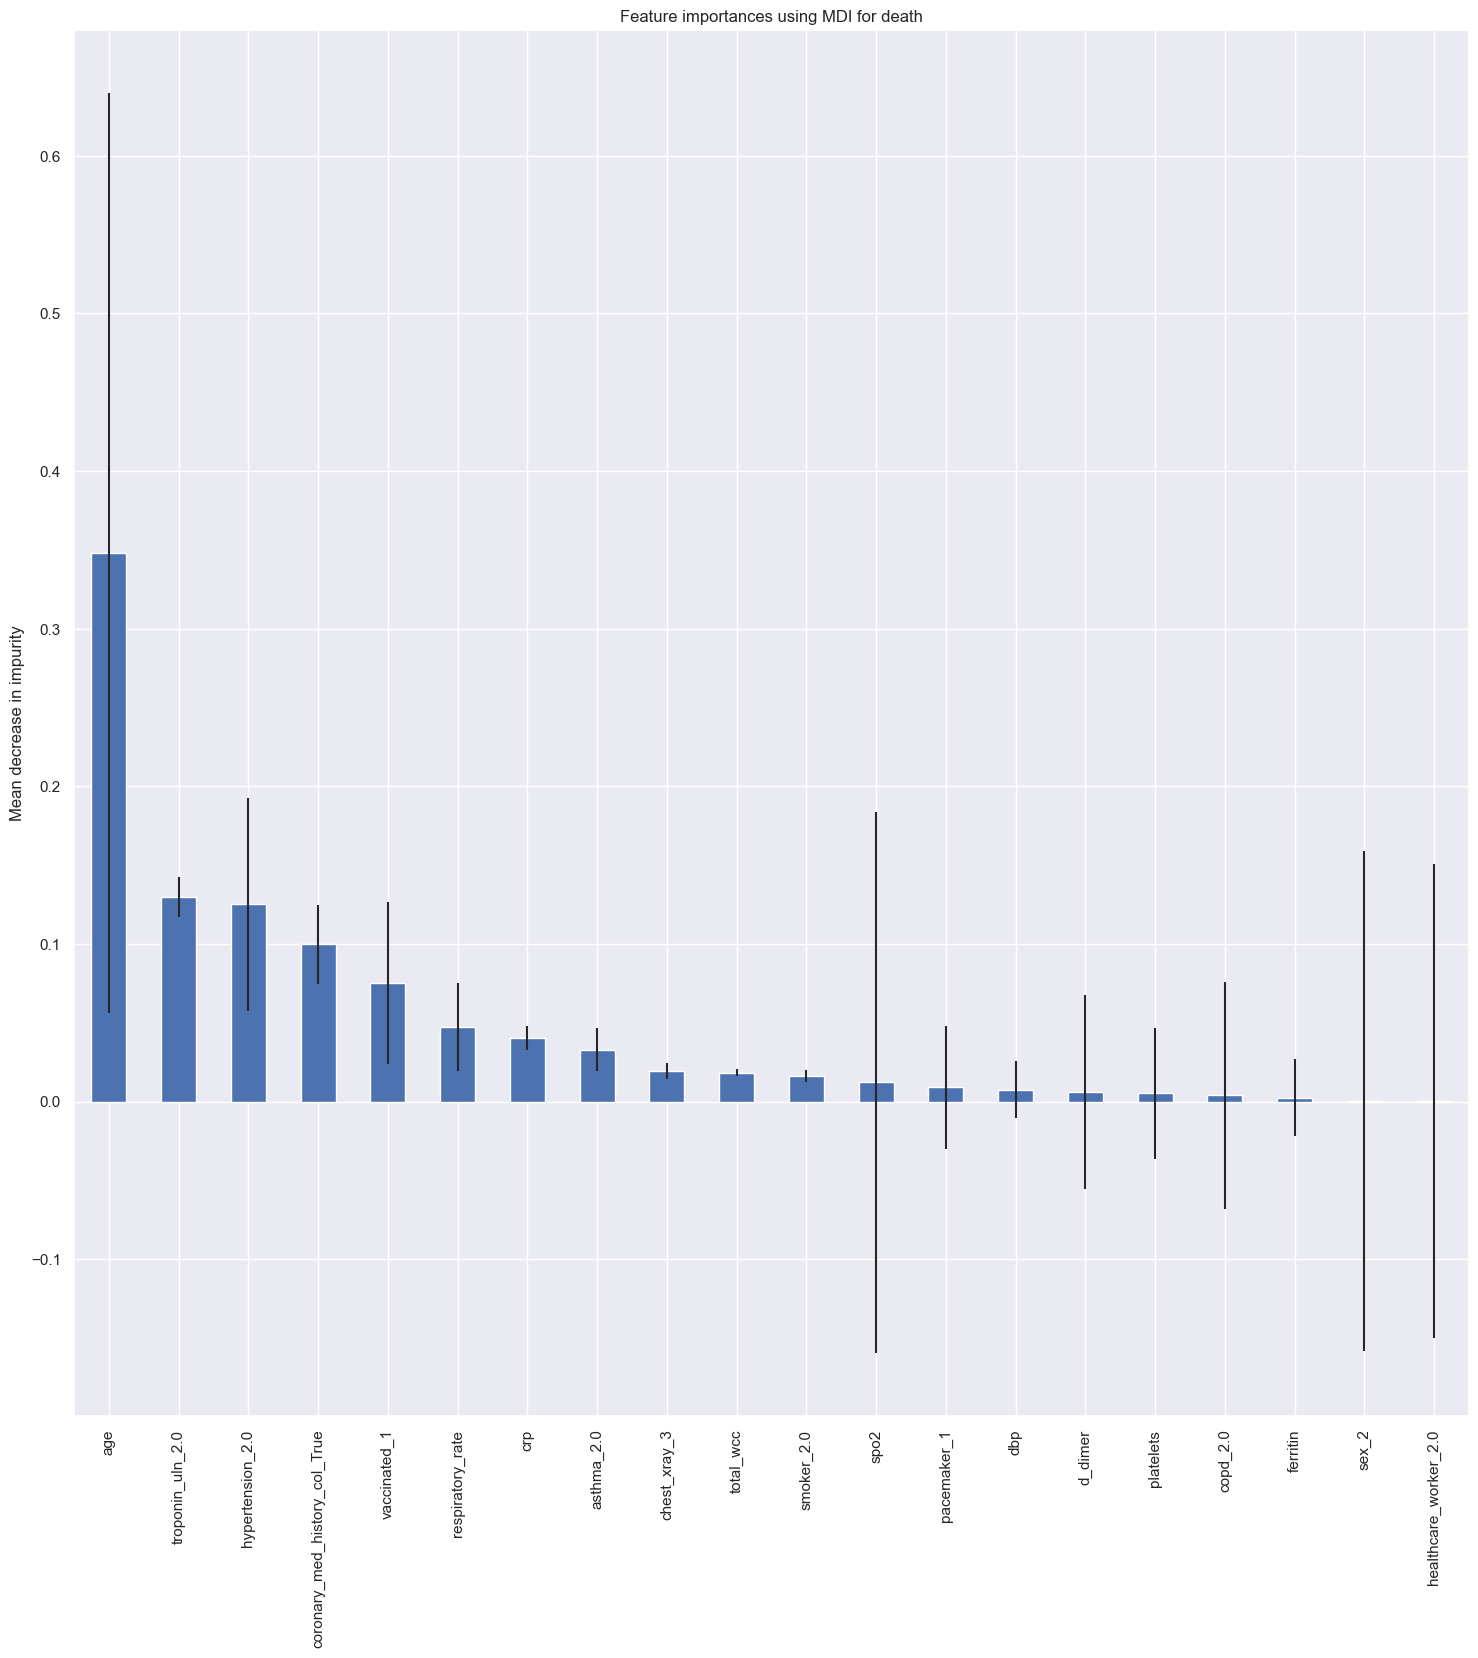 Feature importances using MDI for death
Mean decrease in impurity
0.6
0.5
0.4
0.3
0.2
0.1
0.0
−0.1
age
troponin_uln_2.0
hypertension_2.0
coronary_med_history_col_True
vaccinated_1
respiratory_rate
crp
asthma_2.0
chest_xray_3
total_wcc
smoker_2.0
spo2
pacemaker_1
dbp
d_dimer
platelets
copd_2.0
ferritin
sex_2
healthcare_worker_2.0